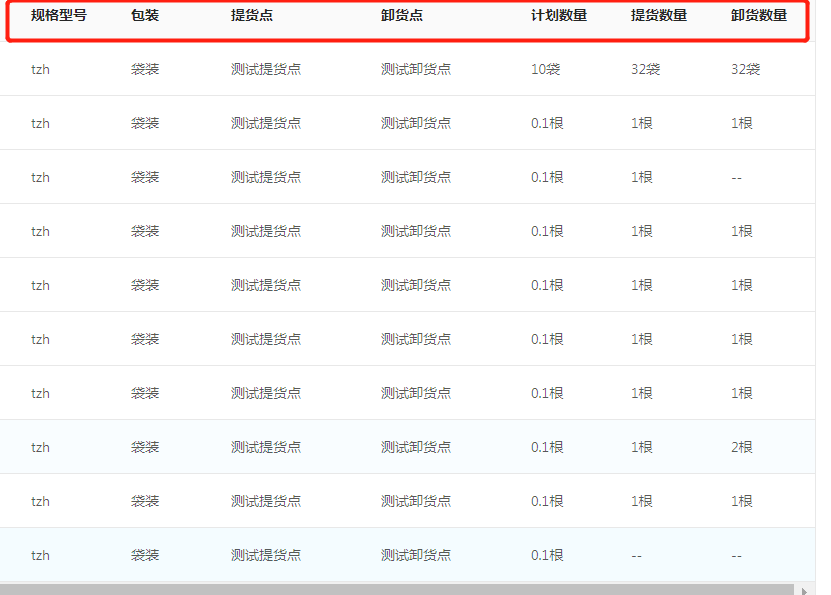 规格型号 包装 提货点 卸货点 计划数量 提货数量 卸货数量
tzh 袋装 测试提货点 测试卸货点 10袋 32袋 32袋
tzh 袋装 测试提货点 测试卸货点 0.1根 1根 1根
tzh 袋装 测试提货点 测试卸货点 0.1根 1根 --
tzh 袋装 测试提货点 测试卸货点 0.1根 1根 1根
tzh 袋装 测试提货点 测试卸货点 0.1根 1根 1根
tzh 袋装 测试提货点 测试卸货点 0.1根 1根 1根
tzh 袋装 测试提货点 测试卸货点 0.1根 1根 1根
tzh 袋装 测试提货点 测试卸货点 0.1根 1根 2根
tzh 袋装 测试提货点 测试卸货点 0.1根 1根 1根
tzh 袋装 测试提货点 测试卸货点 0.1根 -- --